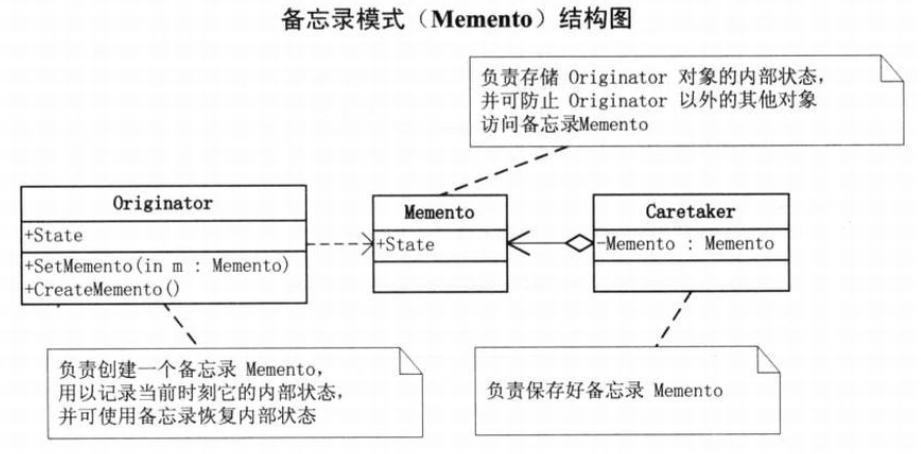 备忘录模式（Memento）结构图
负责存储 Originator 对象的内部状态，
并可防止 Originator 以外的其他对象
访问备忘录Memento
Originator
+State
+SetMemento(in m : Memento)
+CreateMemento()
Memento
+State
Caretaker
-Memento : Memento
负责创建一个备忘录 Memento，
用以记录当前时刻它的内部状态，
并可使用备忘录恢复内部状态
负责保存好备忘录 Memento